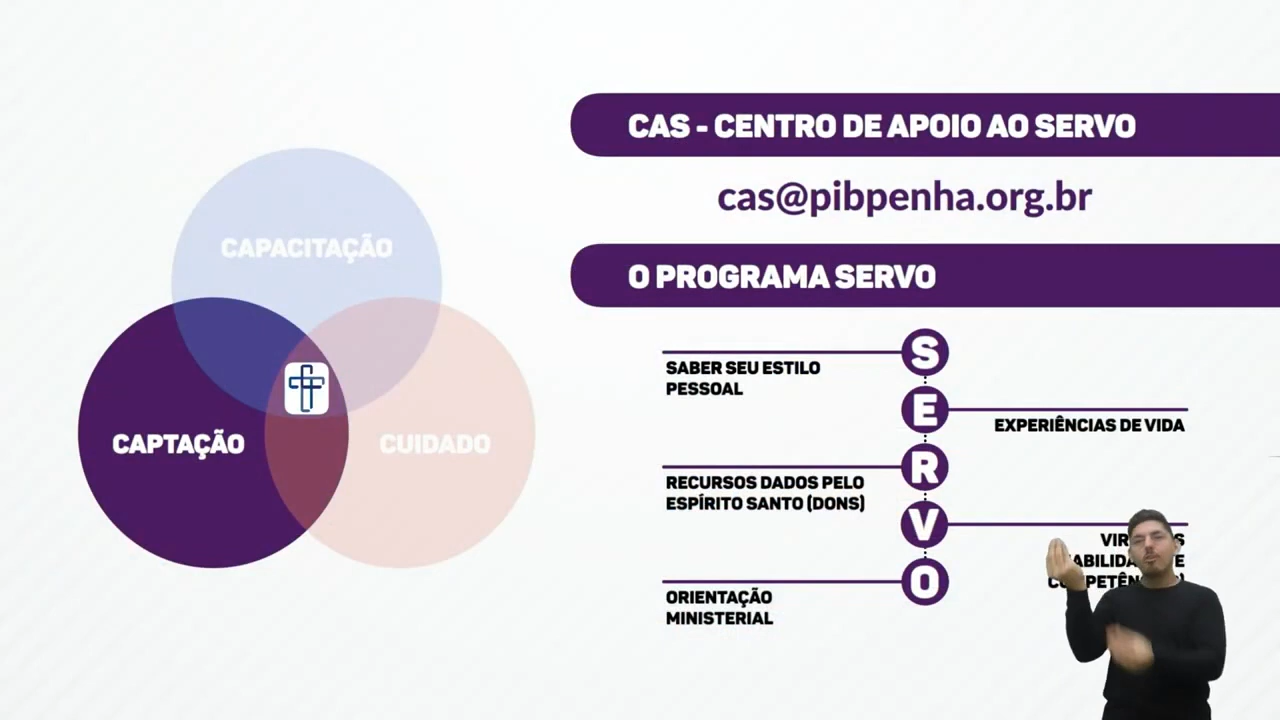 CAPACITAÇÃO
CAPTAÇÃO
CUIDADO
CAS - CENTRO DE APOIO AO SERVO
cas@pibpenha.org.br
O PROGRAMA SERVO
S
SABER SEU ESTILO
PESSOAL
E
EXPERIÊNCIAS DE VIDA
R
RECURSOS DADOS PELO
ESPÍRITO SANTO (DONS)
V
O
ORIENTAÇÃO
MINISTERIAL